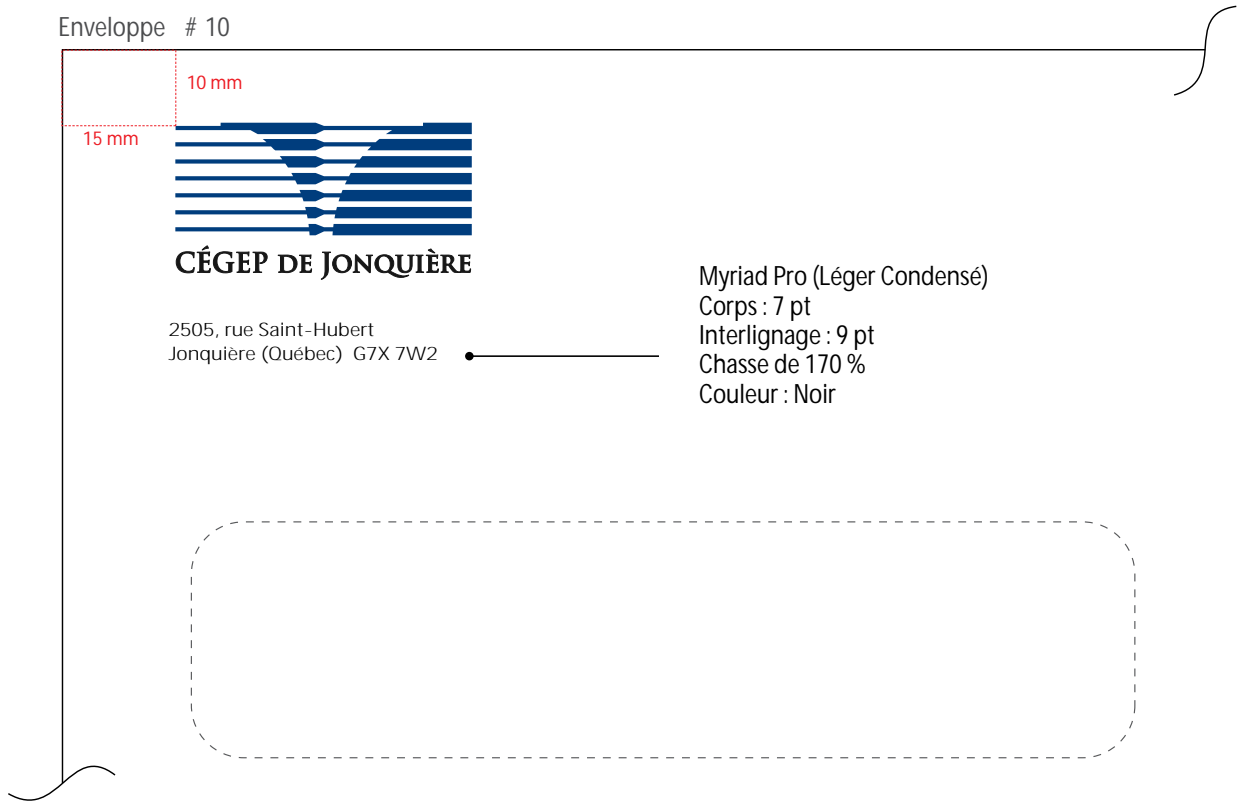 Enveloppe # 10
10 mm
15 mm
CÉGEP DE JONQUIÈRE
2505, rue Saint-Hubert
Jonquière (Québec) G7X 7W2
Myriad Pro (Léger Condensé)
Corps : 7 pt
Interlignage : 9 pt
Chasse de 170 %
Couleur : Noir